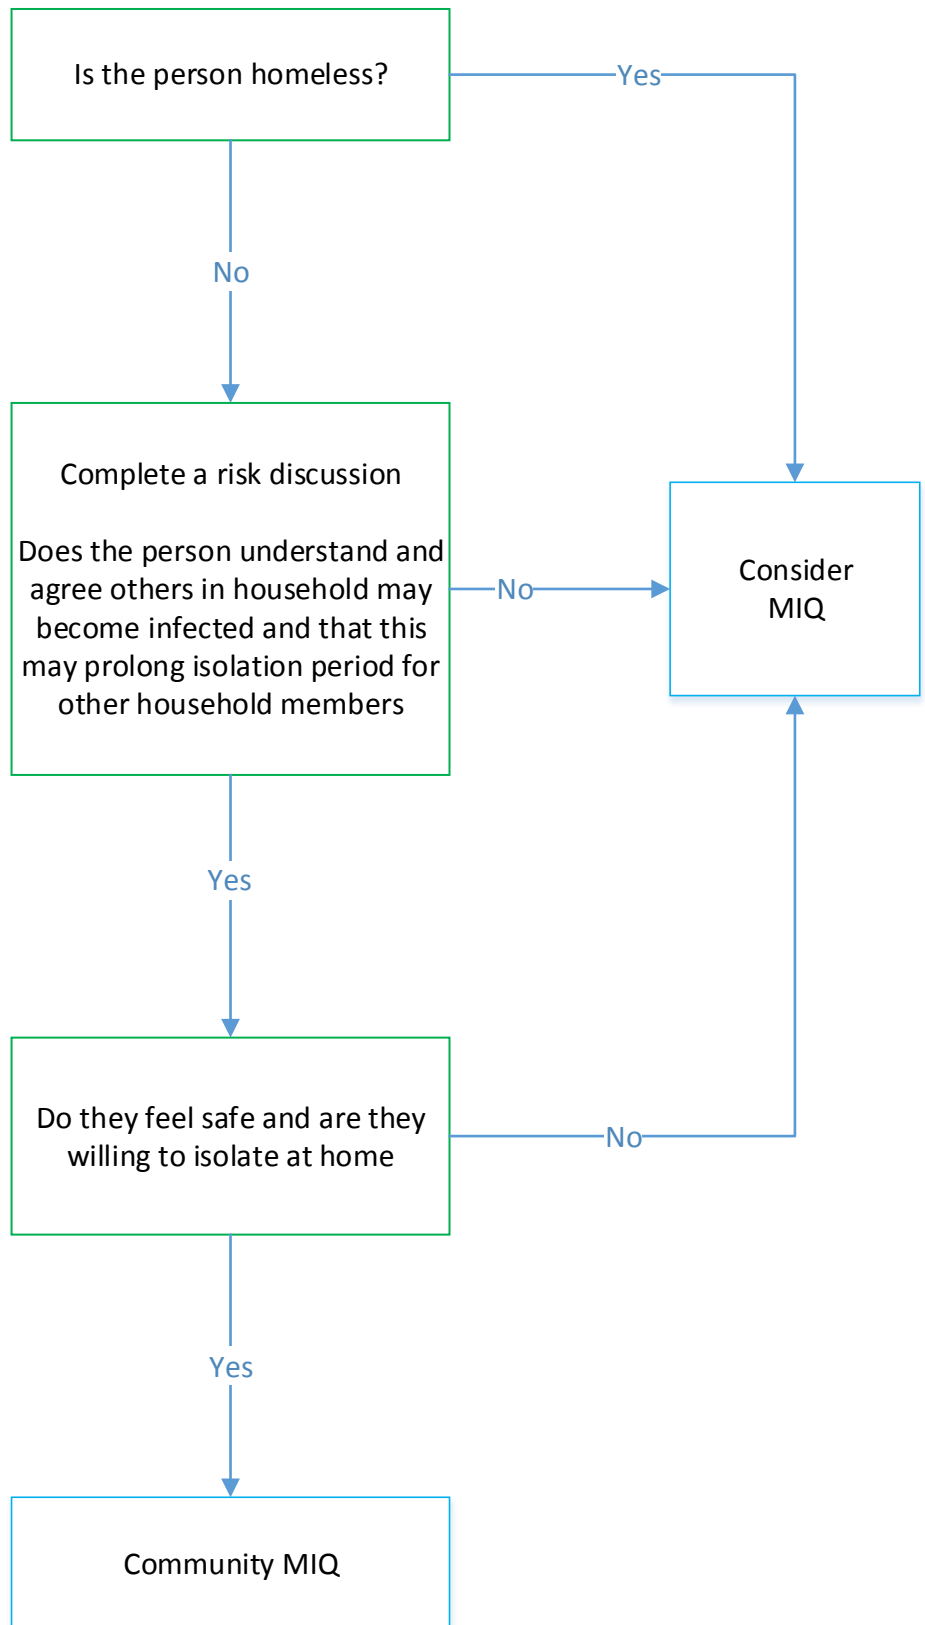 Is the person homeless?
Yes
No
Complete a risk discussion
Does the person understand and
agree others in household may
become infected and that this
may prolong isolation period for
other household members
No
Consider
MIQ
Yes
Do they feel safe and are they
willing to isolate at home
No
Yes
Community MIQ